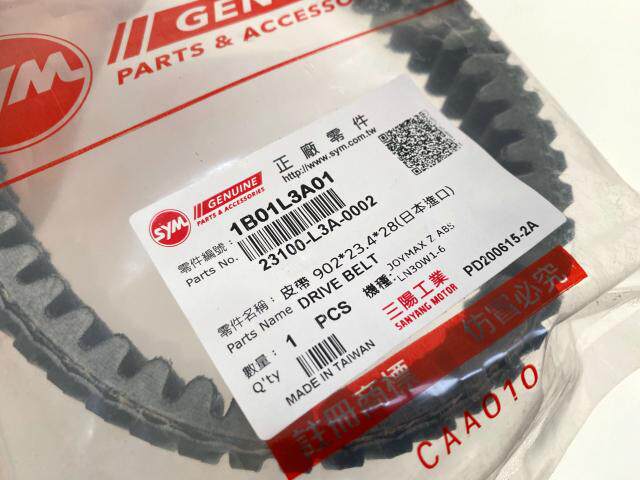 SYM
GENUINE
PARTS & ACCESSORIES
SYM
GENUINE
PARTS & ACCESSORIES
正廠零件
http://www.sym.com.tw
零件編號:
Parts No.
1B01L3A01
23100-L3A-0002
零件名稱: 皮帶 902*23.4*28(日本進口)
Parts Name DRIVE BELT
機種: JOYMAX Z ABS
LN30W1-6
數量: 1 PCS
Q'ty
MADE IN TAIWAN
三陽工業
SANYANG MOTOR
PD200615-2A
註冊商標 仿冒必究
CAA010